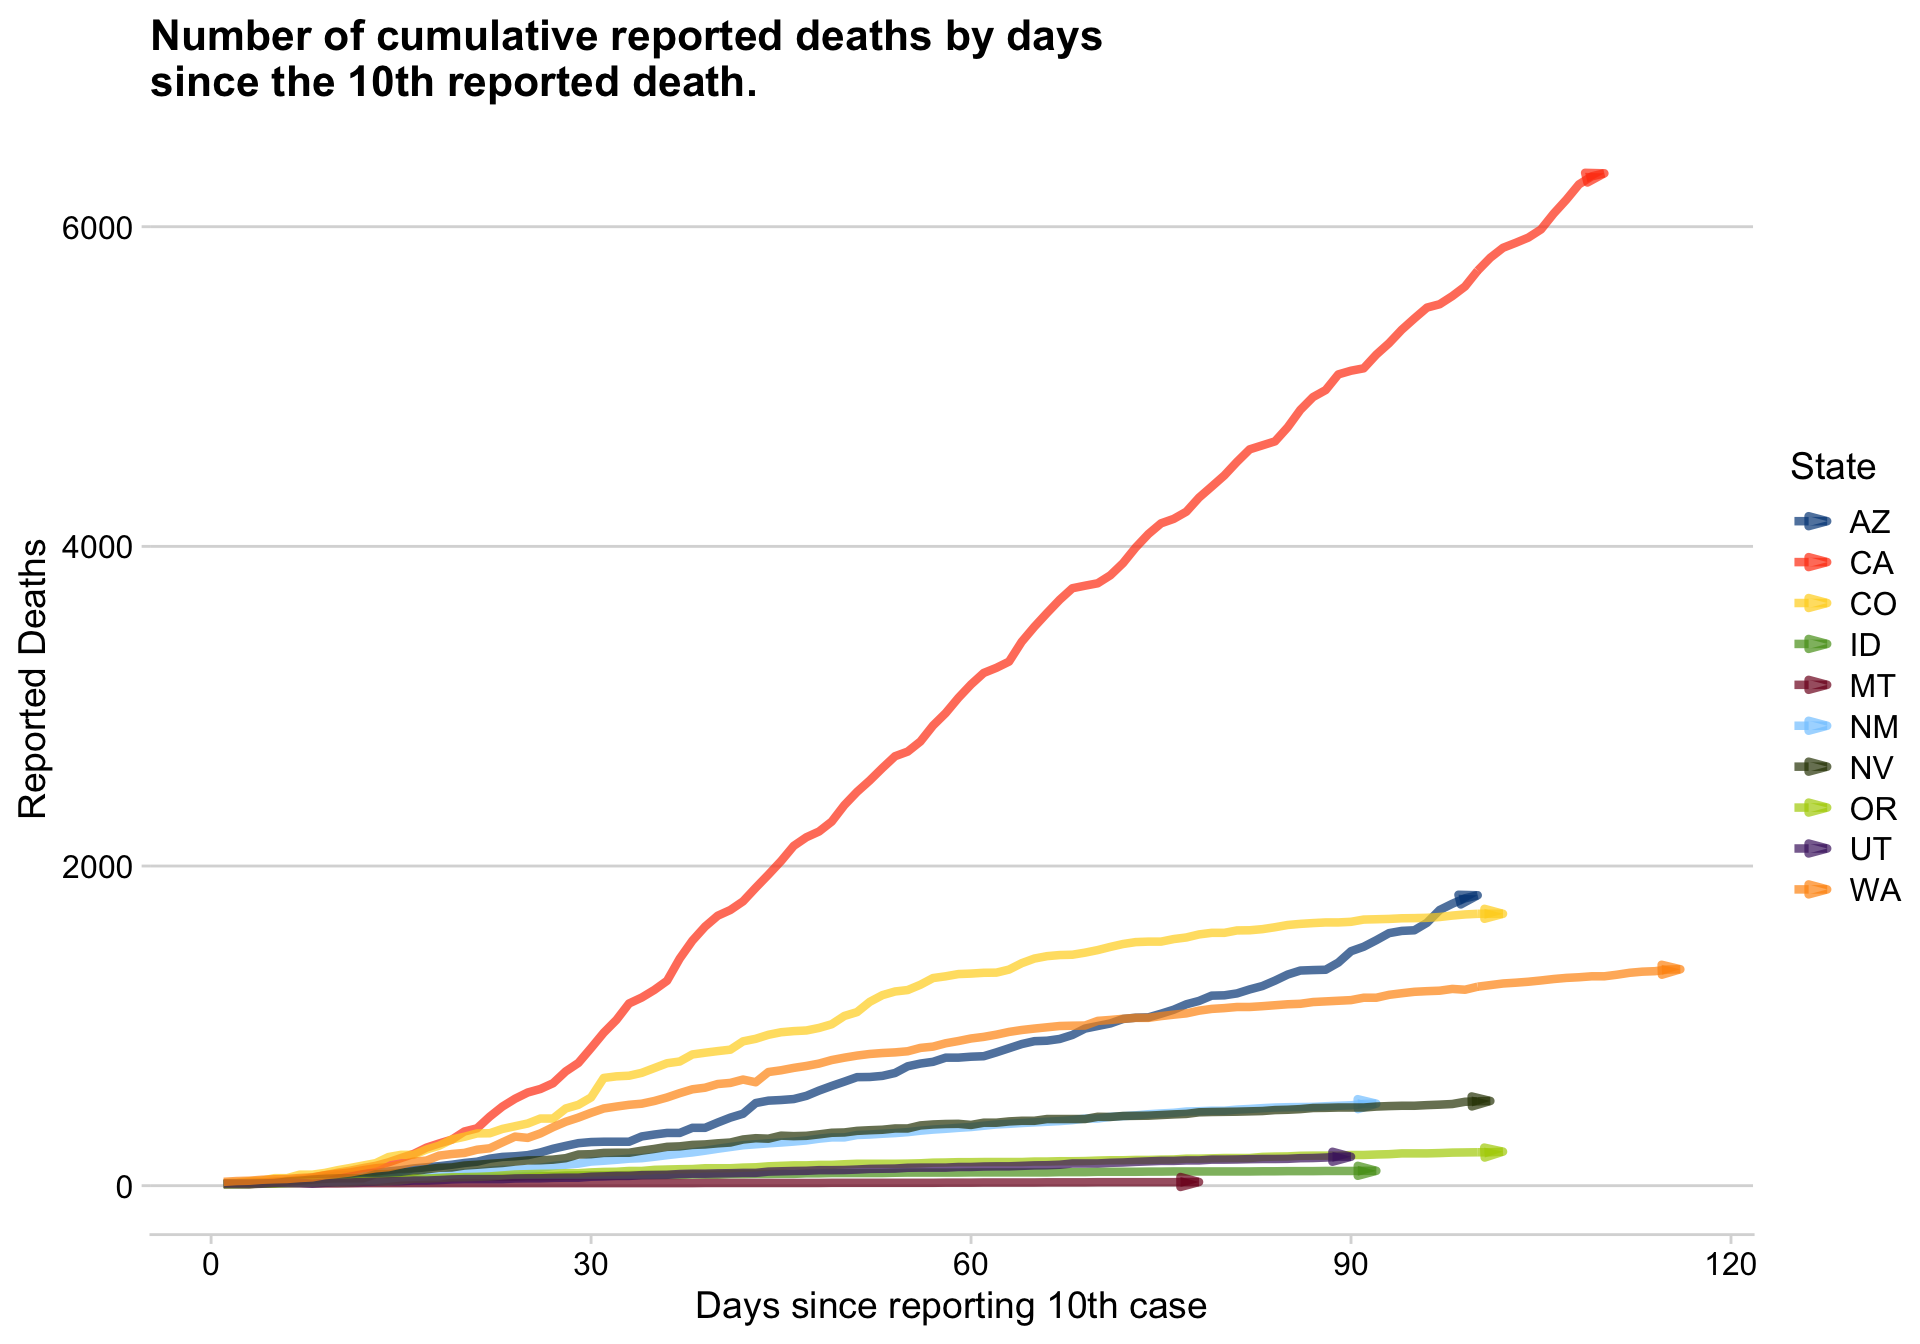 Number of cumulative reported deaths by days
since the 10th reported death.
6000
4000
2000
0
Reported Deaths
0 30 60 90 120
Days since reporting 10th case
State
AZ
CA
CO
ID
MT
NM
NV
OR
UT
WA